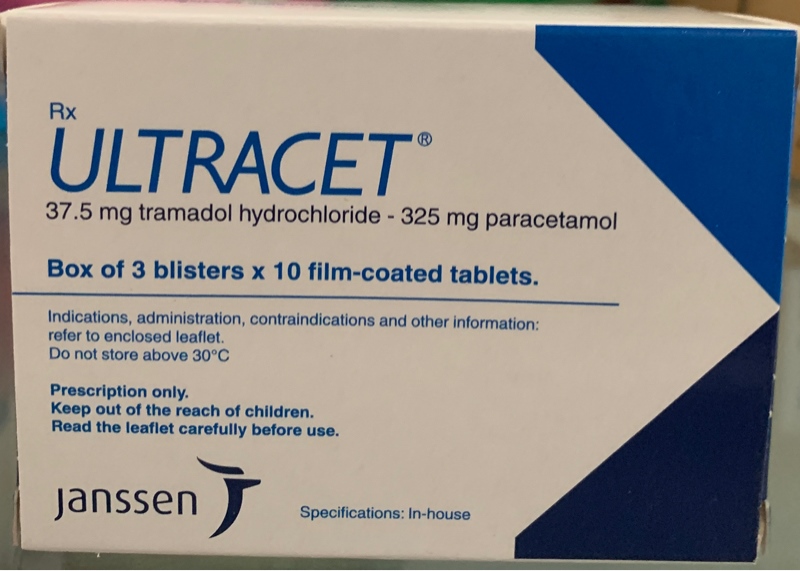 Rx
ULTRACET®
37.5 mg tramadol hydrochloride - 325 mg paracetamol
Box of 3 blisters x 10 film-coated tablets.
Indications, administration, contraindications and other information:
refer to enclosed leaflet.
Do not store above 30°C
Prescription only.
Keep out of the reach of children.
Read the leaflet carefully before use.
janssen
Specifications: In-house